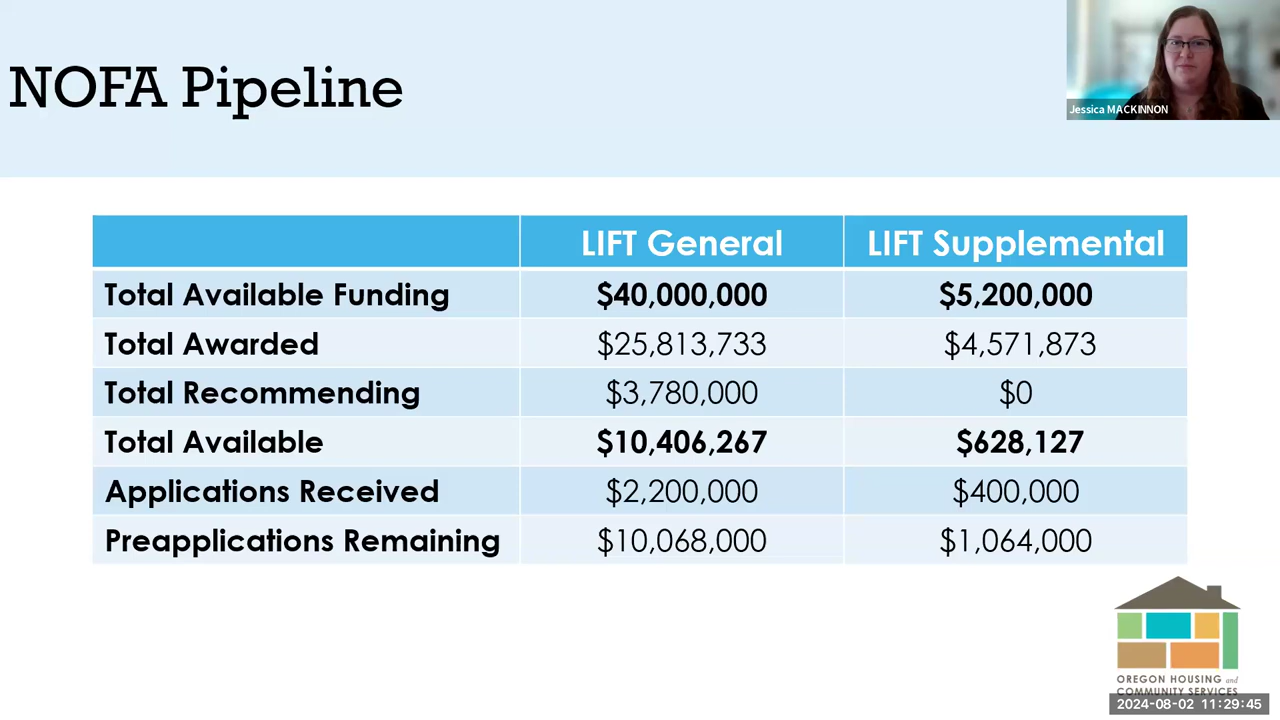 NOFA Pipeline
Jessica MACKINNON
LIFT General LIFT Supplemental
Total Available Funding $40,000,000 $5,200,000
Total Awarded $25,813,733 $4,571,873
Total Recommending $3,780,000 $0
Total Available $10,406,267 $628,127
Applications Received $2,200,000 $400,000
Preapplications Remaining $10,068,000 $1,064,000
OREGON HOUSING and
COMMUNITY SERVICES
2024-08-02 11:29:45